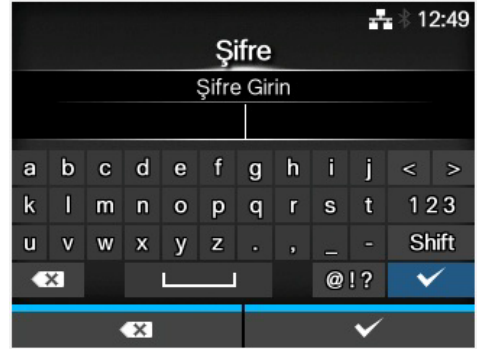 12:49
Şifre
Şifre Girin
a b c d e f g h i j < >
k l m n o p q r s t 123
u v w x y z . , _ - Shift
@!?